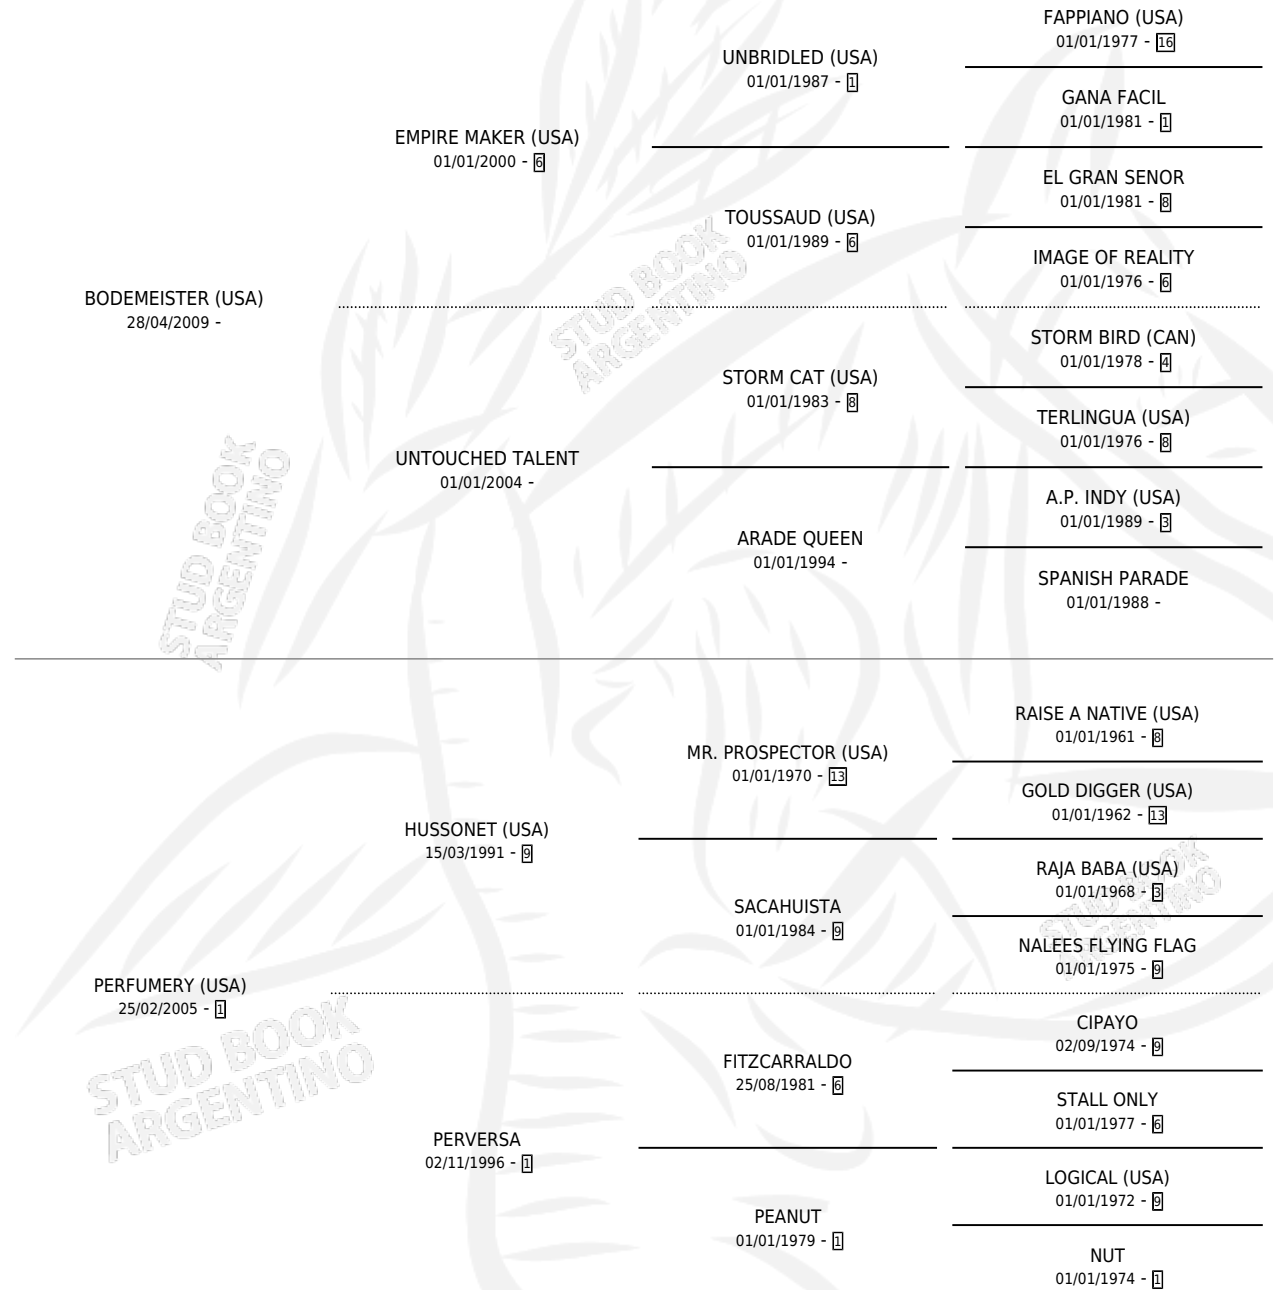 FAPPIANO (USA)
01/01/1977 - 16
UNBRIDLED (USA)
01/01/1987 - 1
GANA FACIL
01/01/1981 - 1
EMPIRE MAKER (USA)
01/01/2000 - 6
EL GRAN SENOR
01/01/1981 - 8
TOUSSAUD (USA)
01/01/1989 - 6
IMAGE OF REALITY
01/01/1976 - 6
BODEMEISTER (USA)
28/04/2009 -
STORM BIRD (CAN)
01/01/1978 - 4
STORM CAT (USA)
01/01/1983 - 8
TERLINGUA (USA)
01/01/1976 - 8
UNTOUCHED TALENT
01/01/2004 -
A.P. INDY (USA)
01/01/1989 - 3
ARADE QUEEN
01/01/1994 -
SPANISH PARADE
01/01/1988 -
RAISE A NATIVE (USA)
01/01/1961 - 8
MR. PROSPECTOR (USA)
01/01/1970 - 13
GOLD DIGGER (USA)
01/01/1962 - 13
HUSSONET (USA)
15/03/1991 - 9
RAJA BABA (USA)
01/01/1968 - 3
SACAHUISTA
01/01/1984 - 9
NALEES FLYING FLAG
01/01/1975 - 9
PERFUMERY (USA)
25/02/2005 - 1
CIPAYO
02/09/1974 - 9
FITZCARRALDO
25/08/1981 - 6
STALL ONLY
01/01/1977 - 6
PERVERSA
02/11/1996 - 1
LOGICAL (USA)
01/01/1972 - 9
PEANUT
01/01/1979 - 1
NUT
01/01/1974 - 1
STUD BOOK
ARGENTINO
STUD BOOK
ARGENTINO
STUD BOOK
ARGENTINO
STUD BOOK
ARGENTINO